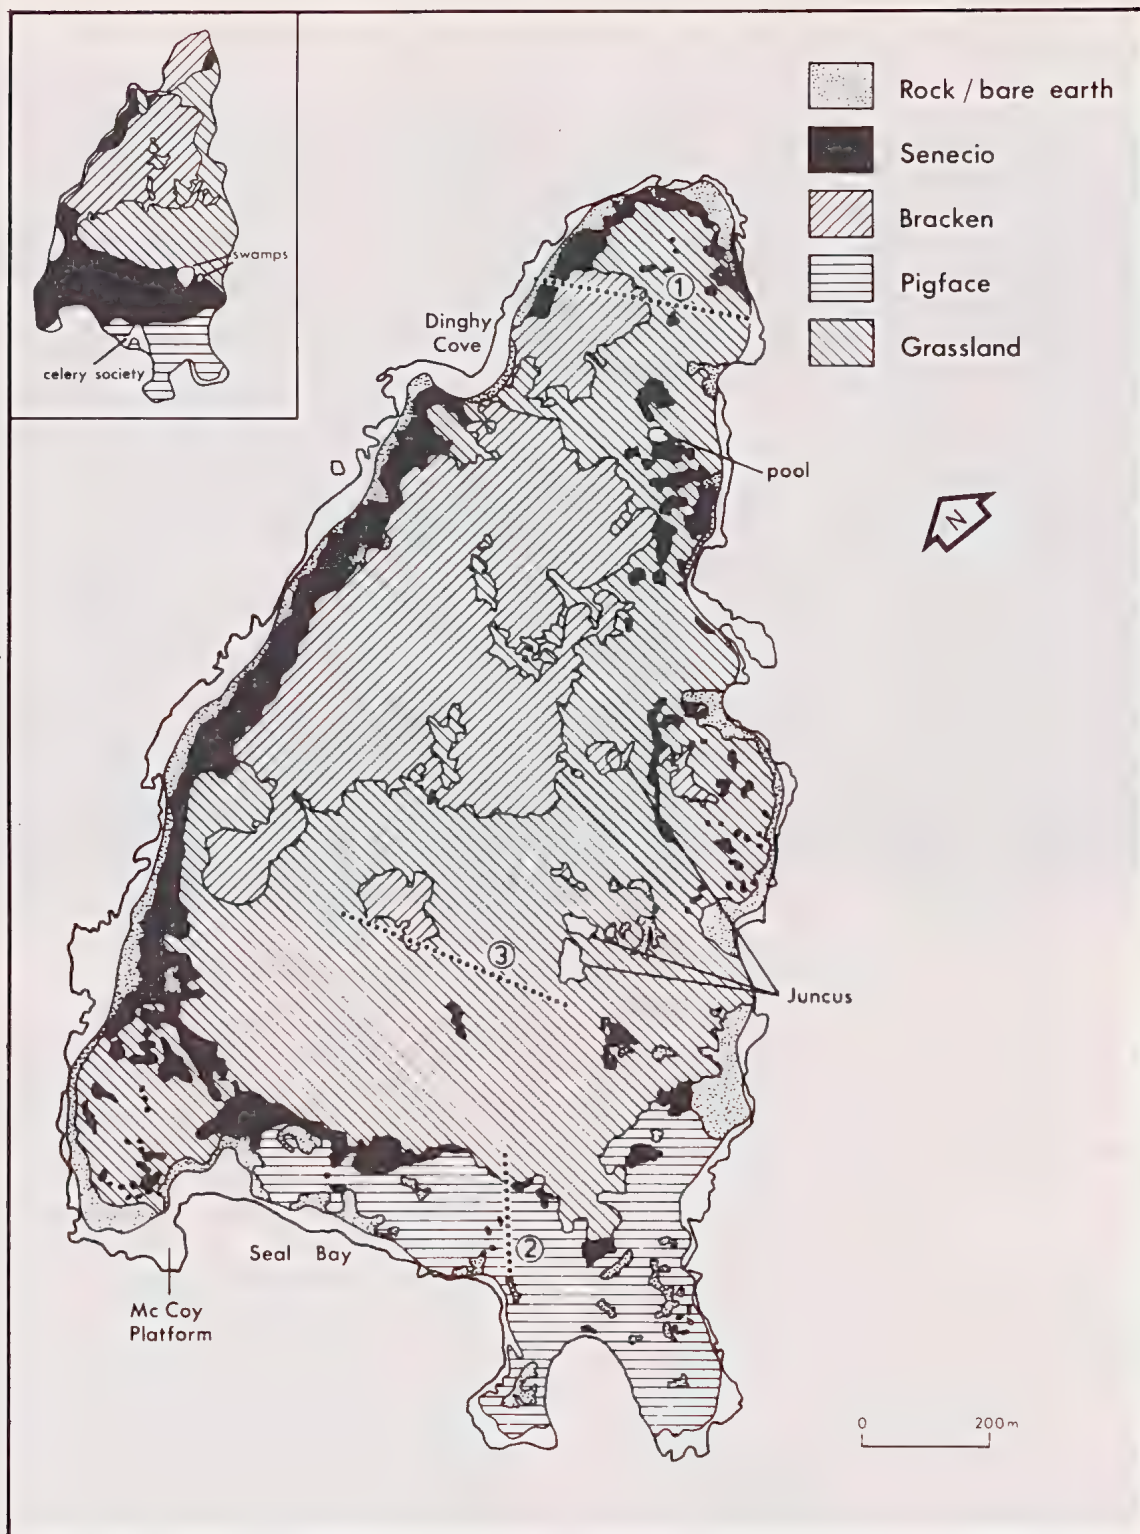 swamps
celery society
Rock / bare earth
Senecio
Bracken
Pigface
Grassland
Dinghy
Cove
1
pool
N
3
Juncus
2
Seal Bay
Mc Coy
Platform
0 200m